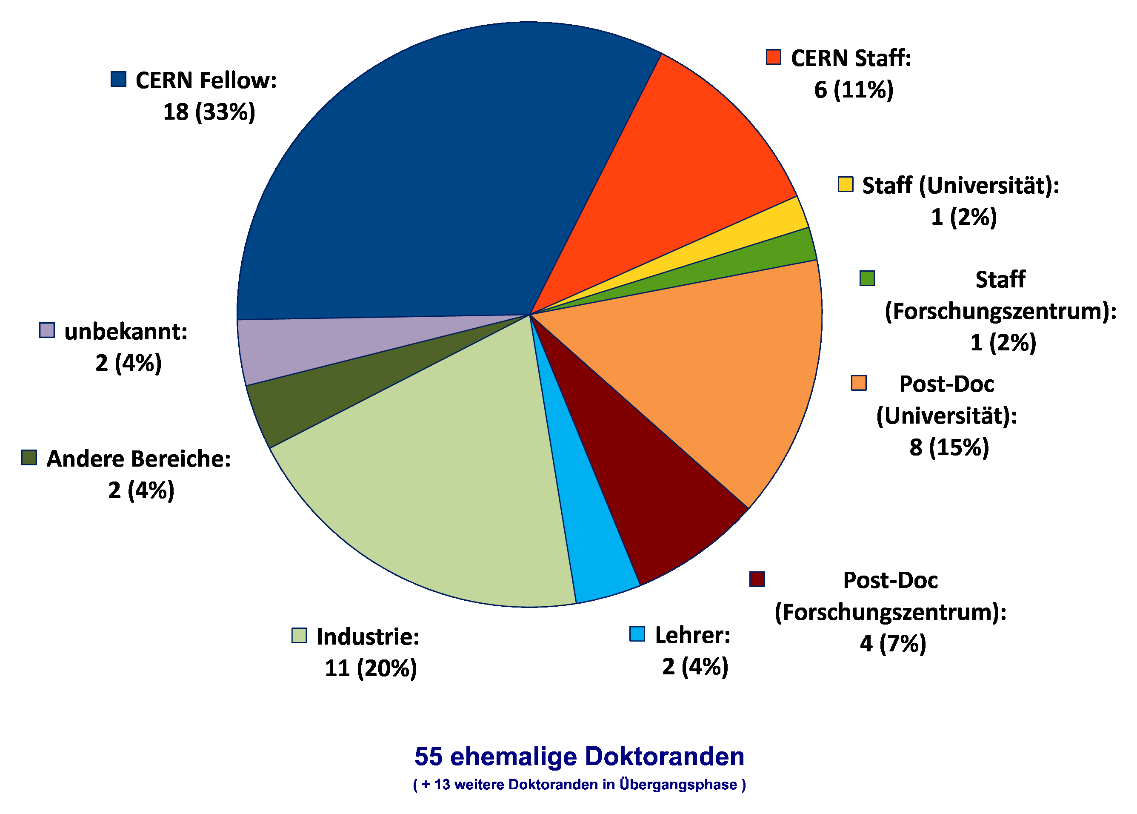 CERN Fellow:
18 (33%)
CERN Staff:
6 (11%)
Staff (Universität):
1 (2%)
Staff
(Forschungszentrum):
1 (2%)
Post-Doc
(Universität):
8 (15%)
Post-Doc
(Forschungszentrum):
4 (7%)
Lehrer:
2 (4%)
Industrie:
11 (20%)
Andere Bereiche:
2 (4%)
unbekannt:
2 (4%)
55 ehemalige Doktoranden
( + 13 weitere Doktoranden in Übergangsphase )